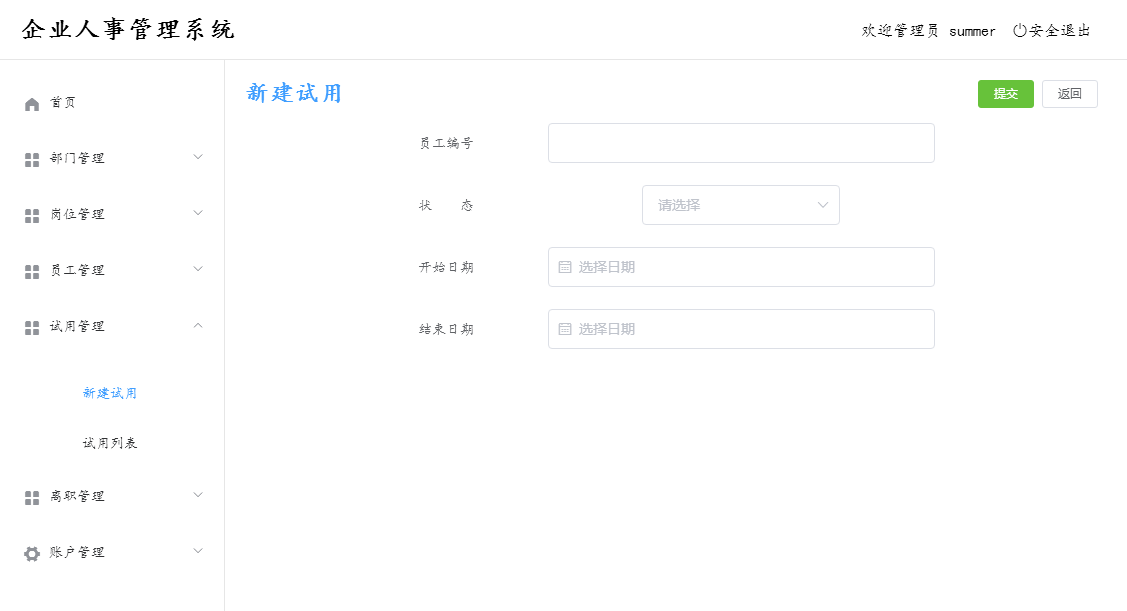 企业人事管理系统
欢迎管理员 summer 安全退出
首页
部门管理
岗位管理
员工管理
试用管理
新建试用
试用列表
离职管理
账户管理
新建试用
提交
返回
员工编号
状 态
请选择
开始日期
选择日期
结束日期
选择日期